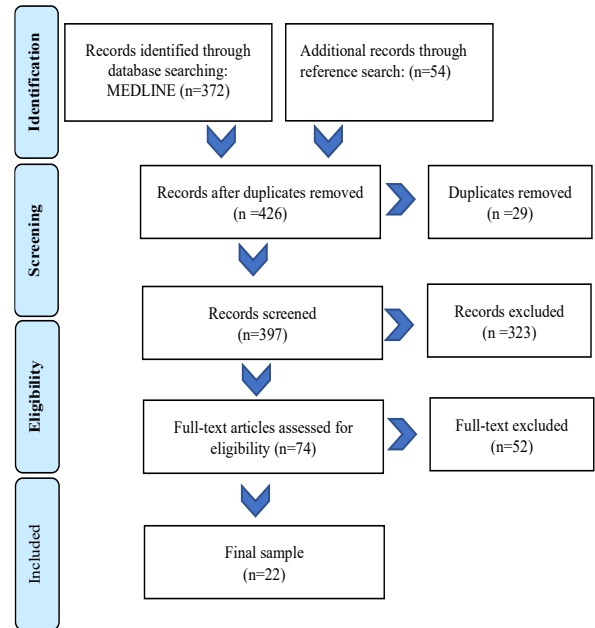 Identification
Records identified through
database searching:
MEDLINE (n=372)
Additional records through
reference search: (n=54)
Screening
Records after duplicates removed
(n =426)
Duplicates removed
(n =29)
Records screened
(n=397)
Records excluded
(n =323)
Eligibility
Full-text articles assessed for
eligibility (n=74)
Full-text excluded
(n=52)
Included
Final sample
(n=22)